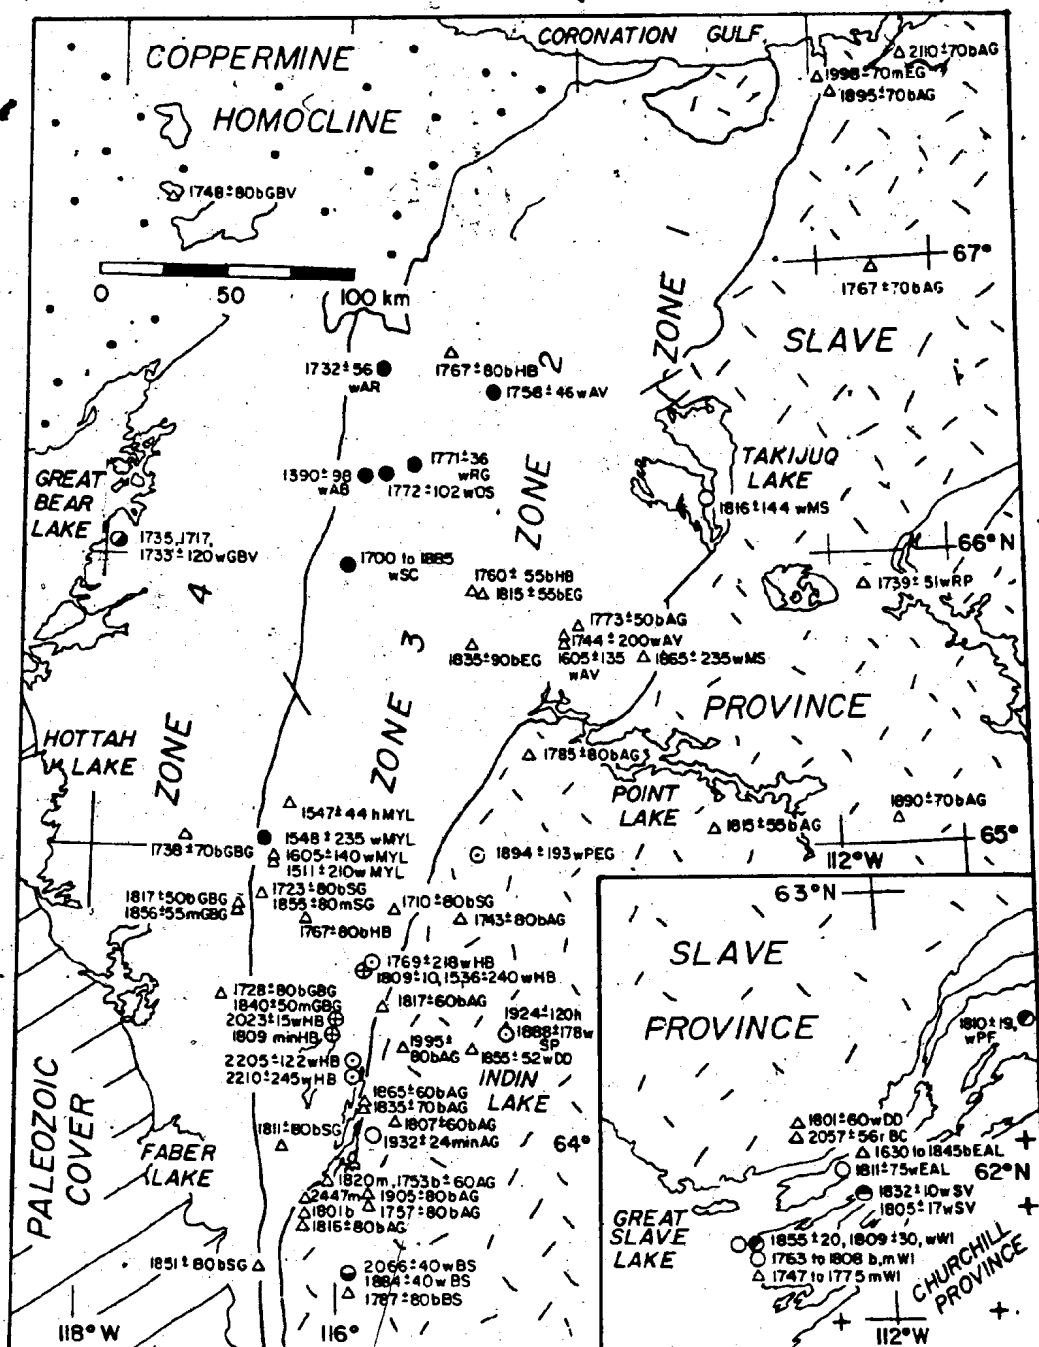 CORONATION GULF
COPPERMINE
2110±70bAG
1998±70mEG
1895±70bAG
HOMOCLINE
1748±80bGBV
67°
1767±70bAG
0 50 100 km
ZONE
SLAVE
2
1732±56
wAR
1767±80bHB
1758±46wAV
GREAT
BEAR
LAKE
1390±98
wAB
1771±36
wRG
1772±102wOS
ZONE
TAKIJUQ
LAKE
1816±144 wMS
1735,1717,
1733±120wGBV
66°N
1700 to 1885
wSC
1760±55bHB
1815±55bEG
1739±51wRP
4
3
1773±50bAG
1744±200wAV
1835±90bEG
1605±135
wAV
1865±235wMS
PROVINCE
ZONE
ZONE
HOTTAH
LAKE
1785±80bAG
POINT
LAKE
1547±44hMYL
1815±55bAG
1890±70bAG
1548±235 wMYL
1738±70bGBG
1605±140wMYL
1511±210wMYL
1894±193wPEG
65°
112°W
1723±80bSG
1817±50bGBG
1856±55mGBG
1855±80mSG
1710±80bSG
1767±80bHB
1743±80bAG
63°N
SLAVE
PROVINCE
1769±218wHB
1809±10,1536±240wHB
1728±80bGBG
1840±50mGBG
1817±60bAG
2023±15wHB
1809 minHB
1924±120h
1888±178w
SP
1995±
80bAG
1855±52wDD
2205±122wHB
2210±245wHB
INDIN
LAKE
1810±19,
wPF
1865±60bAG
1835±70bAG
1807±60bAG
1811±80bSG
1932±24minAG
64°
PALEOZOIC
COVER
FABER
LAKE
1820m,1753b±60AG
2447m
1905±80bAG
1801b
1757±80bAG
1816±80bAG
1801±60wDD
2057±56rBC
1630 to 1845bEAL
1811±75wEAL
62°N
1832±10wSV
1805±17wSV
GREAT
SLAVE
LAKE
1855±20,1809±30,wWI
1763 to 1808 b,mWI
1747 to 1775mWI
CHURCHILL
PROVINCE
1851±80bSG
2066±40wBS
1884±40wBS
1787±80bBS
118°W
116°
112°W